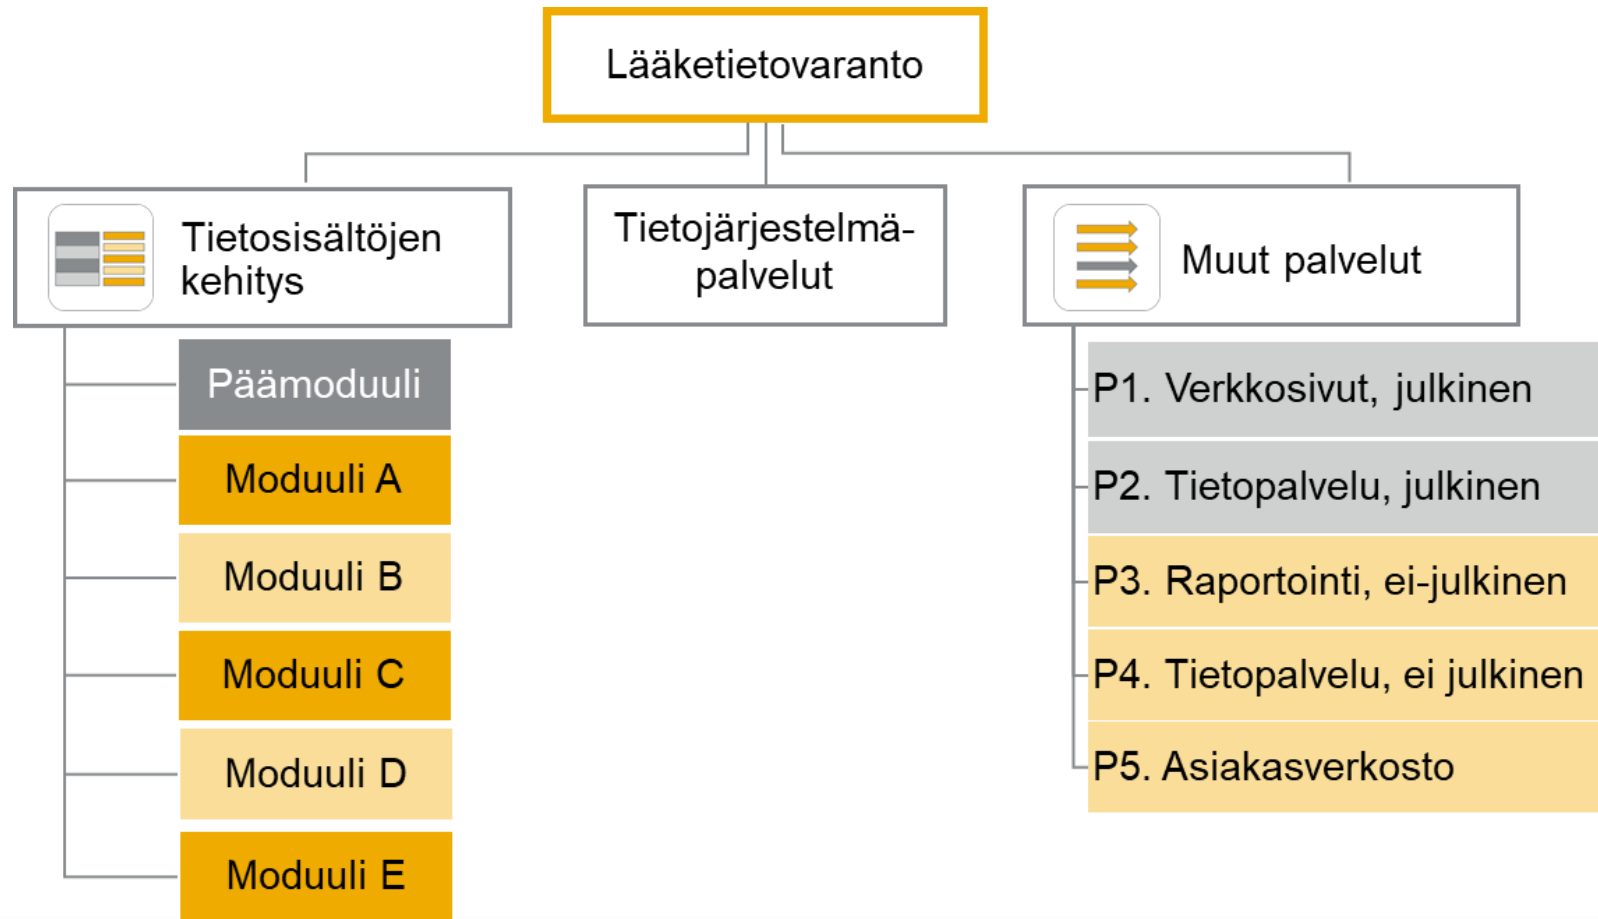 Lääketietovaranto
Tietosisältöjen
kehitys
Päämoduuli
Moduuli A
Moduuli B
Moduuli C
Moduuli D
Moduuli E
Tietojärjestelmä-
palvelut
Muut palvelut
P1. Verkkosivut, julkinen
P2. Tietopalvelu, julkinen
P3. Raportointi, ei-julkinen
P4. Tietopalvelu, ei julkinen
P5. Asiakasverkosto